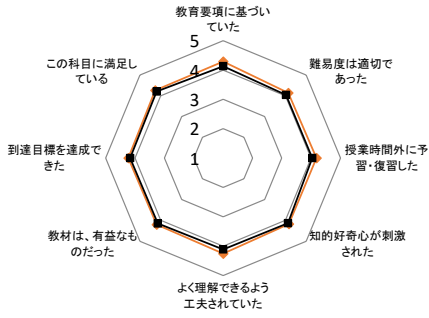 教育要項に基づい
ていた
難易度は適切で
あった
授業時間外に予
習・復習した
知的好奇心が刺激
された
よく理解できるよう
工夫されていた
教材は、有益なも
のだった
到達目標を達成で
きた
この科目に満足し
ている
5
4
3
2
1